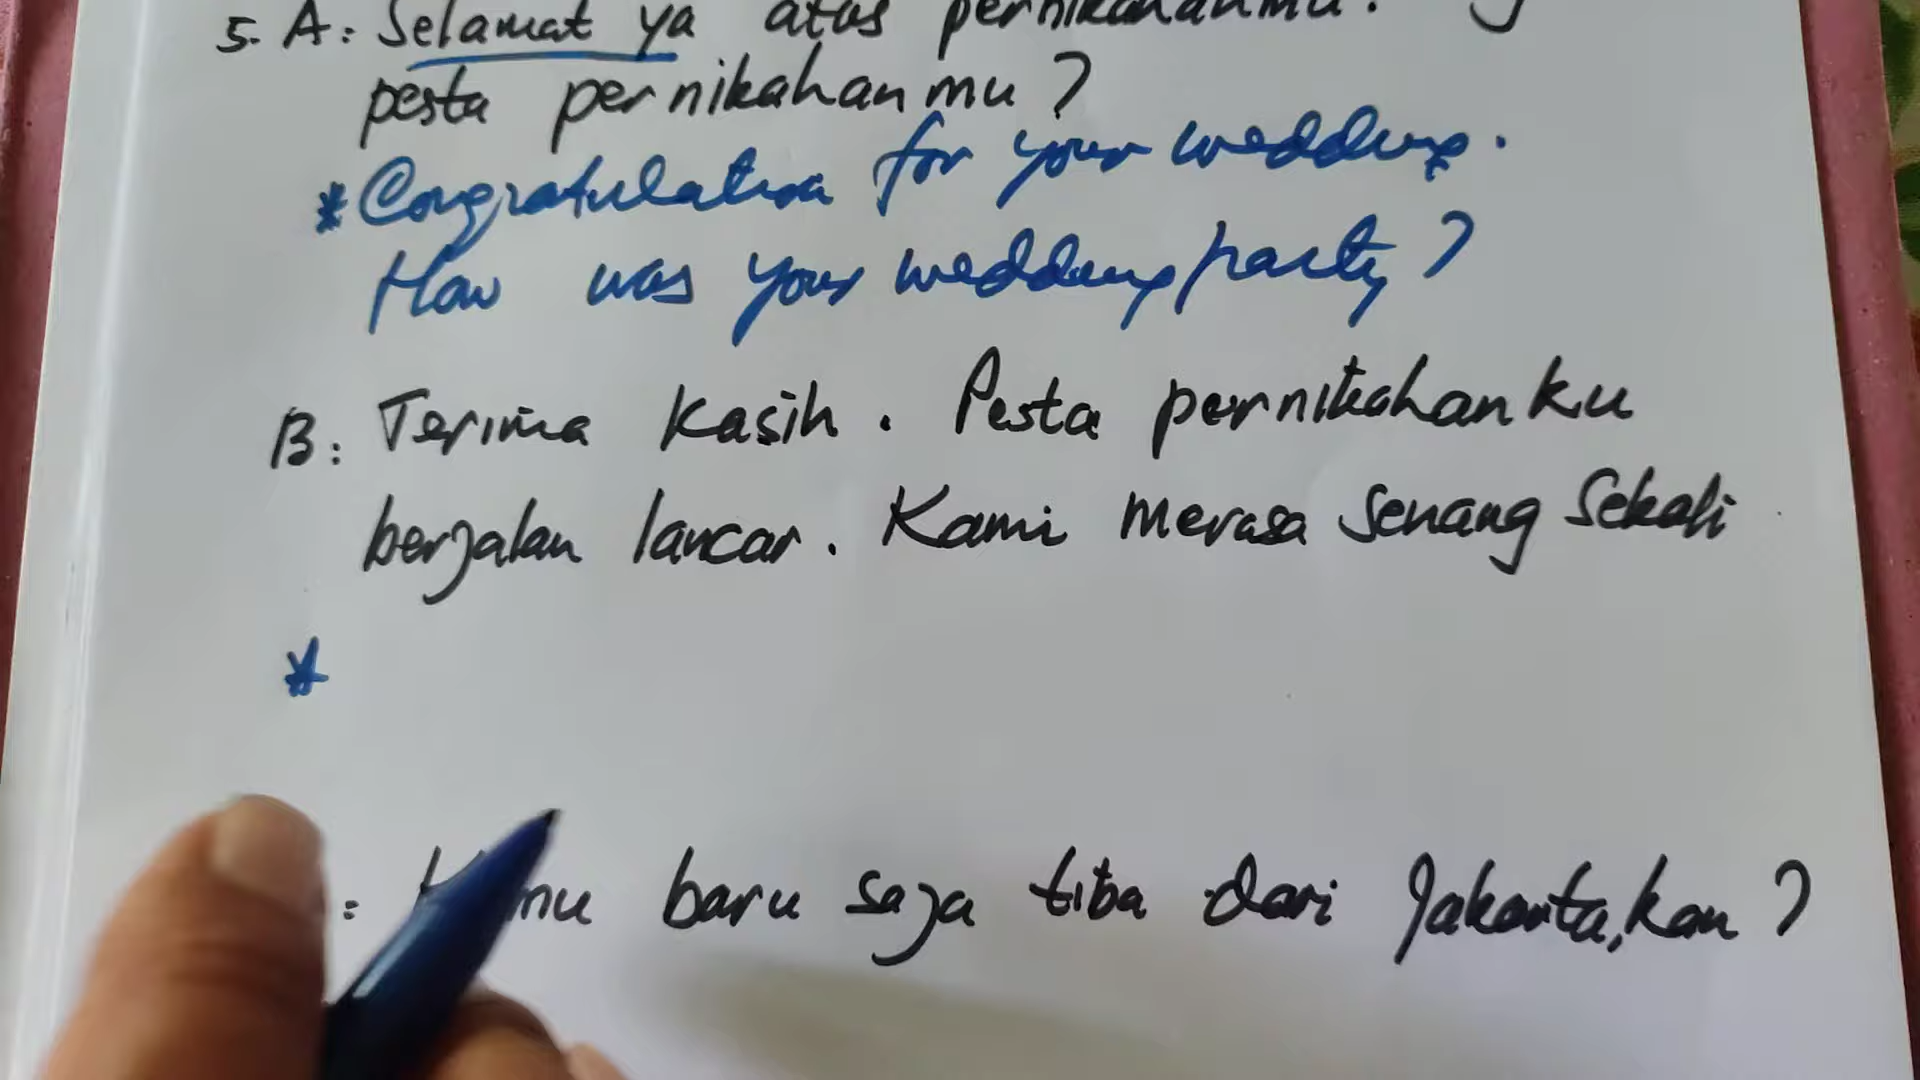 5. A: Selamat ya atas pernikahanmu.
pesta pernikahanmu?
* Congratulation for your wedding.
How was your wedding party?
B: Terima kasih. Pesta pernikahanku
berjalan lancar. Kami merasa senang sekali
*
: mu baru saja tiba dari Jakarta, kan?